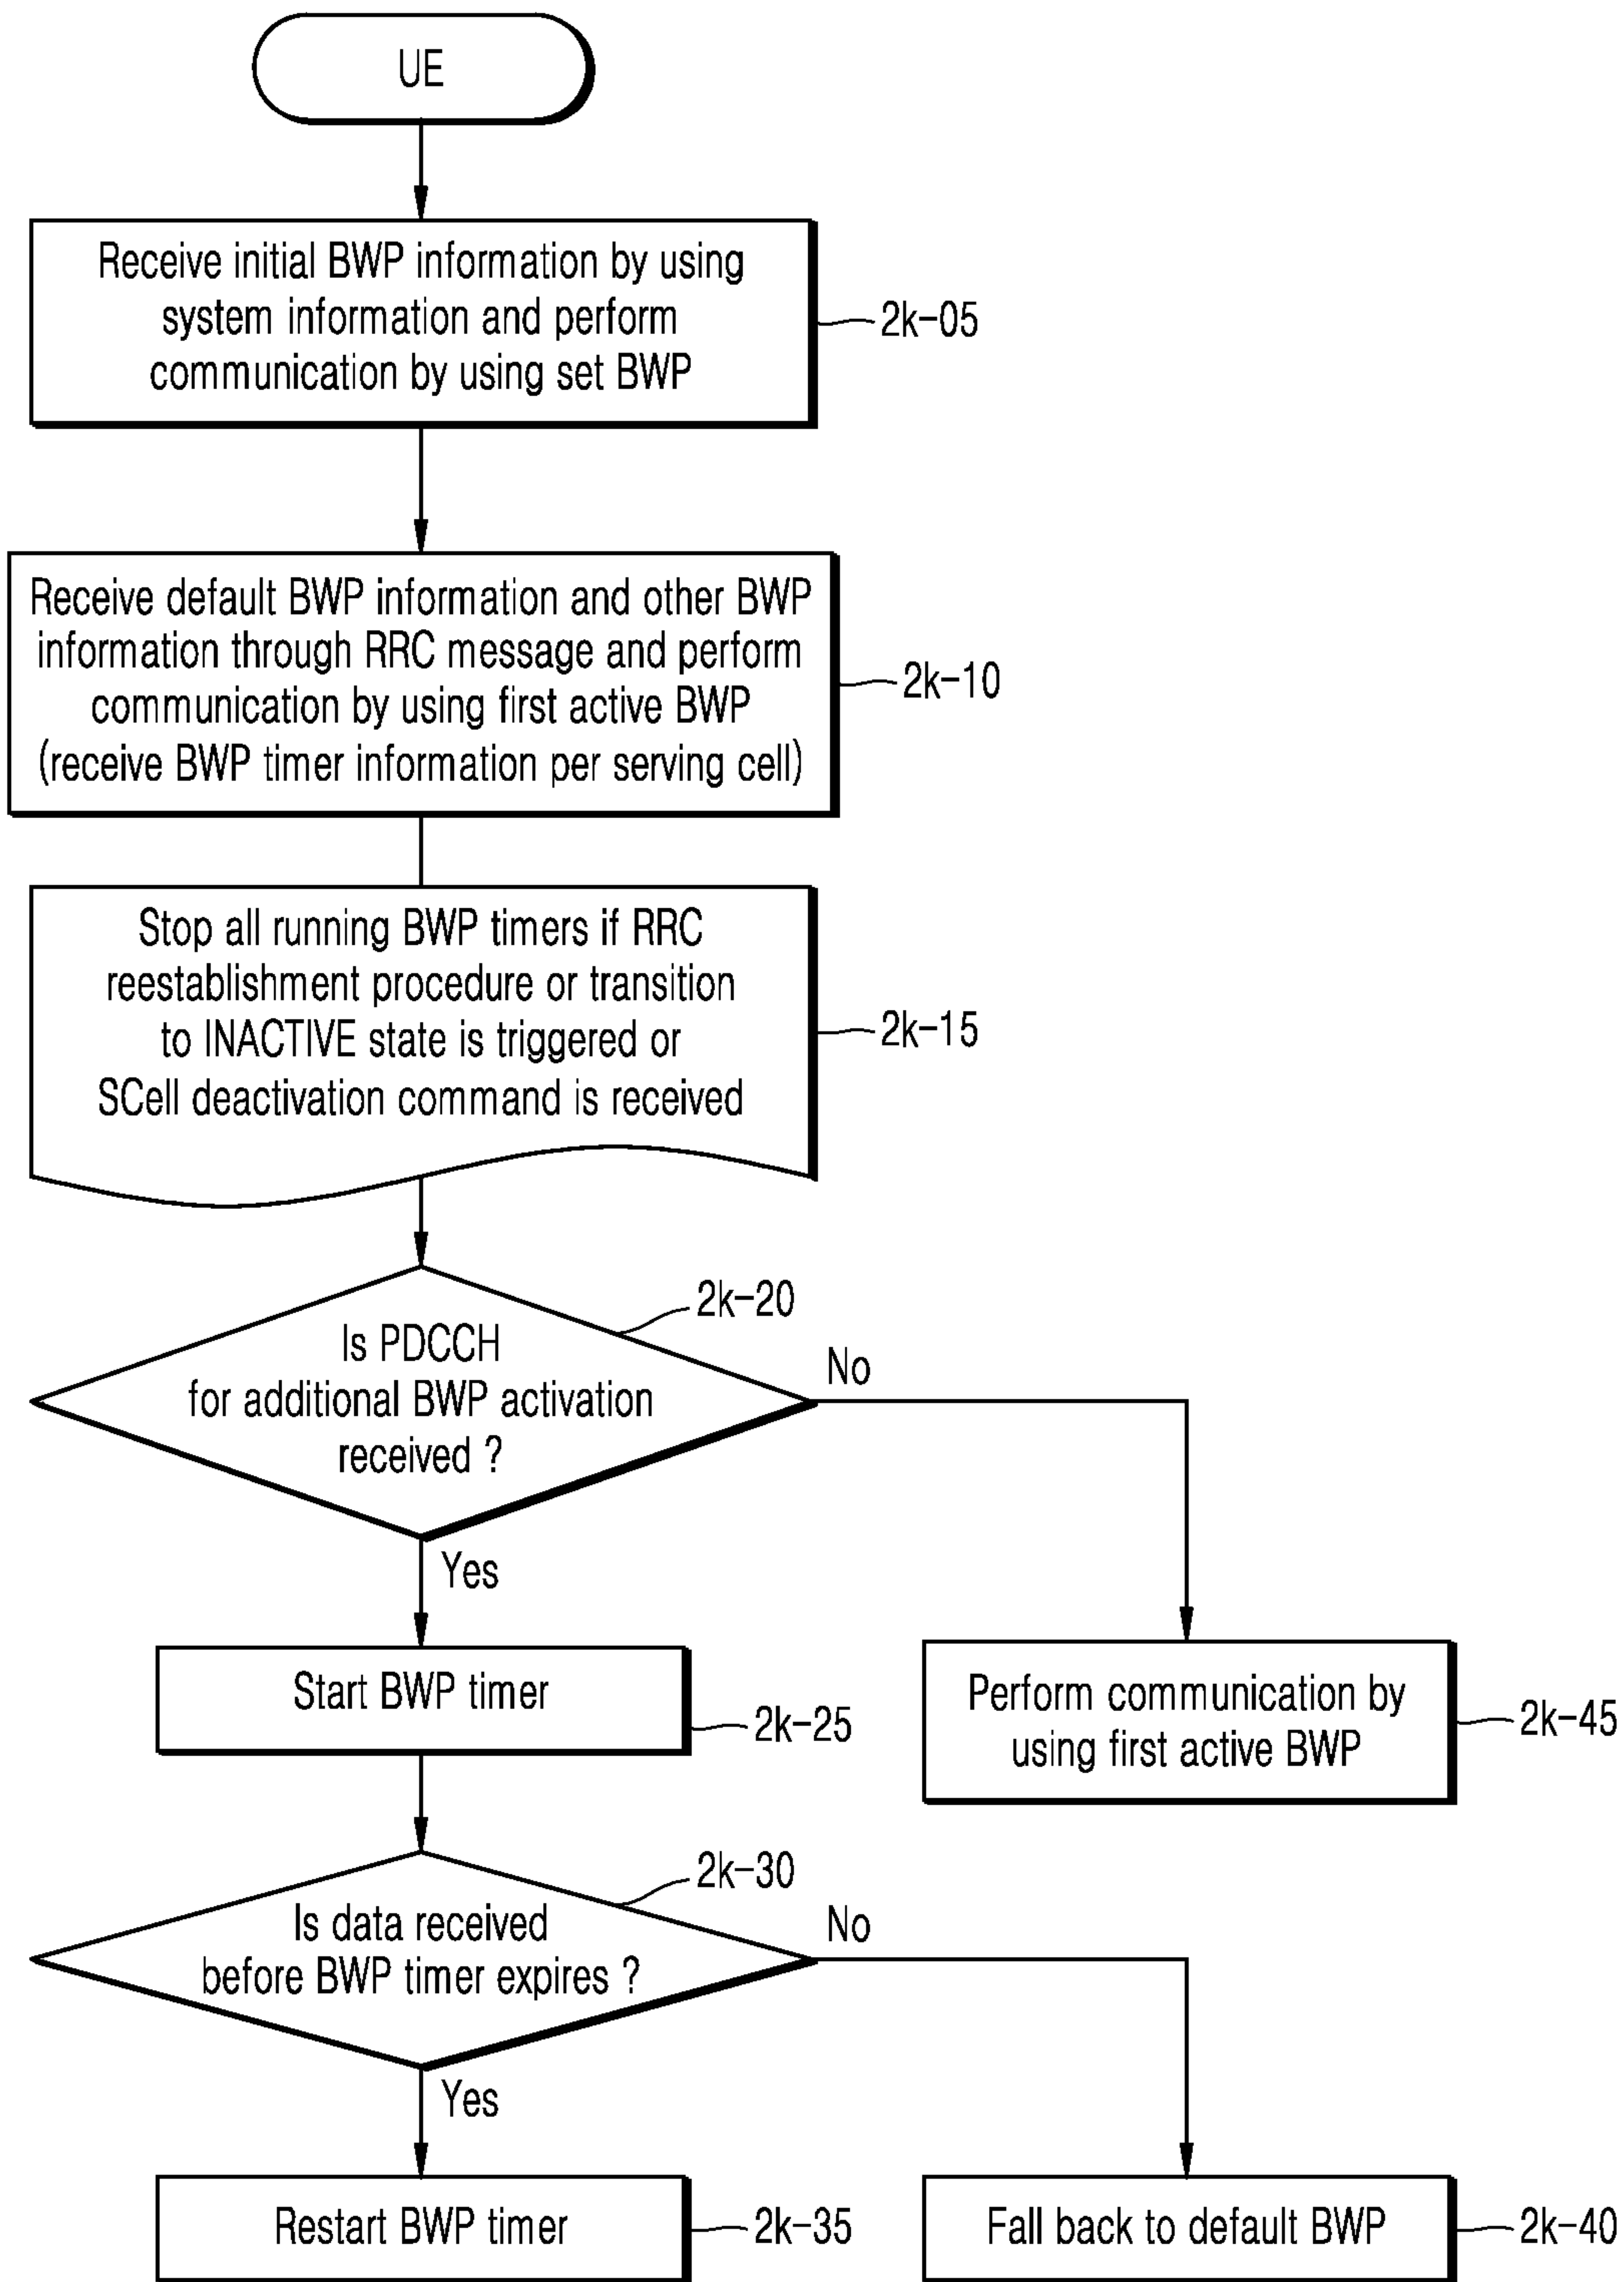 UE
Receive initial BWP information by using
system information and perform
communication by using set BWP
2k-05
Receive default BWP information and other BWP
information through RRC message and perform
communication by using first active BWP
(receive BWP timer information per serving cell)
2k-10
Stop all running BWP timers if RRC
reestablishment procedure or transition
to INACTIVE state is triggered or
SCell deactivation command is received
2k-15
2k-20
Is PDCCH
for additional BWP activation
received ?
No
Yes
Start BWP timer
2k-25
Perform communication by
using first active BWP
2k-45
2k-30
Is data received
before BWP timer expires ?
No
Yes
Restart BWP timer
2k-35
Fall back to default BWP
2k-40